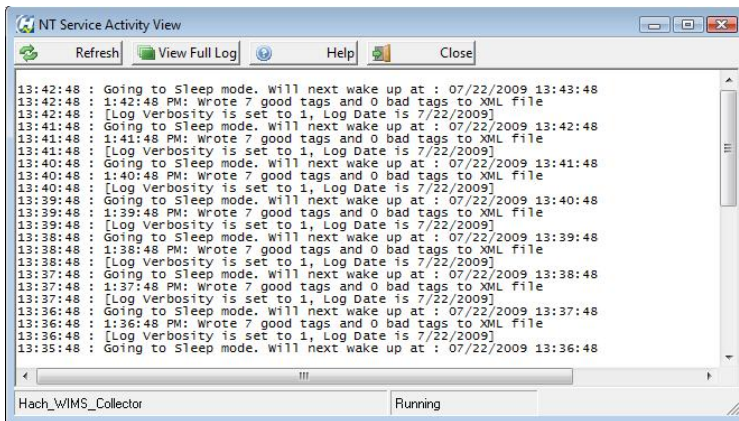 NT Service Activity View
Refresh View Full Log Help Close
13:42:48 : Going to Sleep mode. Will next wake up at : 07/22/2009 13:43:48
13:42:48 : 1:42:48 PM: Wrote 7 good tags and 0 bad tags to XML file
13:42:48 : [Log Verbosity is set to 1, Log Date is 7/22/2009]
13:41:48 : Going to Sleep mode. Will next wake up at : 07/22/2009 13:42:48
13:41:48 : 1:41:48 PM: Wrote 7 good tags and 0 bad tags to XML file
13:41:48 : [Log Verbosity is set to 1, Log Date is 7/22/2009]
13:40:48 : Going to Sleep mode. Will next wake up at : 07/22/2009 13:41:48
13:40:48 : 1:40:48 PM: Wrote 7 good tags and 0 bad tags to XML file
13:40:48 : [Log Verbosity is set to 1, Log Date is 7/22/2009]
13:39:48 : Going to Sleep mode. Will next wake up at : 07/22/2009 13:40:48
13:39:48 : 1:39:48 PM: Wrote 7 good tags and 0 bad tags to XML file
13:39:48 : [Log Verbosity is set to 1, Log Date is 7/22/2009]
13:38:48 : Going to Sleep mode. Will next wake up at : 07/22/2009 13:39:48
13:38:48 : 1:38:48 PM: Wrote 7 good tags and 0 bad tags to XML file
13:38:48 : [Log Verbosity is set to 1, Log Date is 7/22/2009]
13:37:48 : Going to Sleep mode. Will next wake up at : 07/22/2009 13:38:48
13:37:48 : 1:37:48 PM: Wrote 7 good tags and 0 bad tags to XML file
13:37:48 : [Log Verbosity is set to 1, Log Date is 7/22/2009]
13:36:48 : Going to Sleep mode. Will next wake up at : 07/22/2009 13:37:48
13:36:48 : 1:36:48 PM: Wrote 7 good tags and 0 bad tags to XML file
13:36:48 : [Log Verbosity is set to 1, Log Date is 7/22/2009]
13:35:48 : Going to Sleep mode. Will next wake up at : 07/22/2009 13:36:48
Hach_WIMS_Collector Running